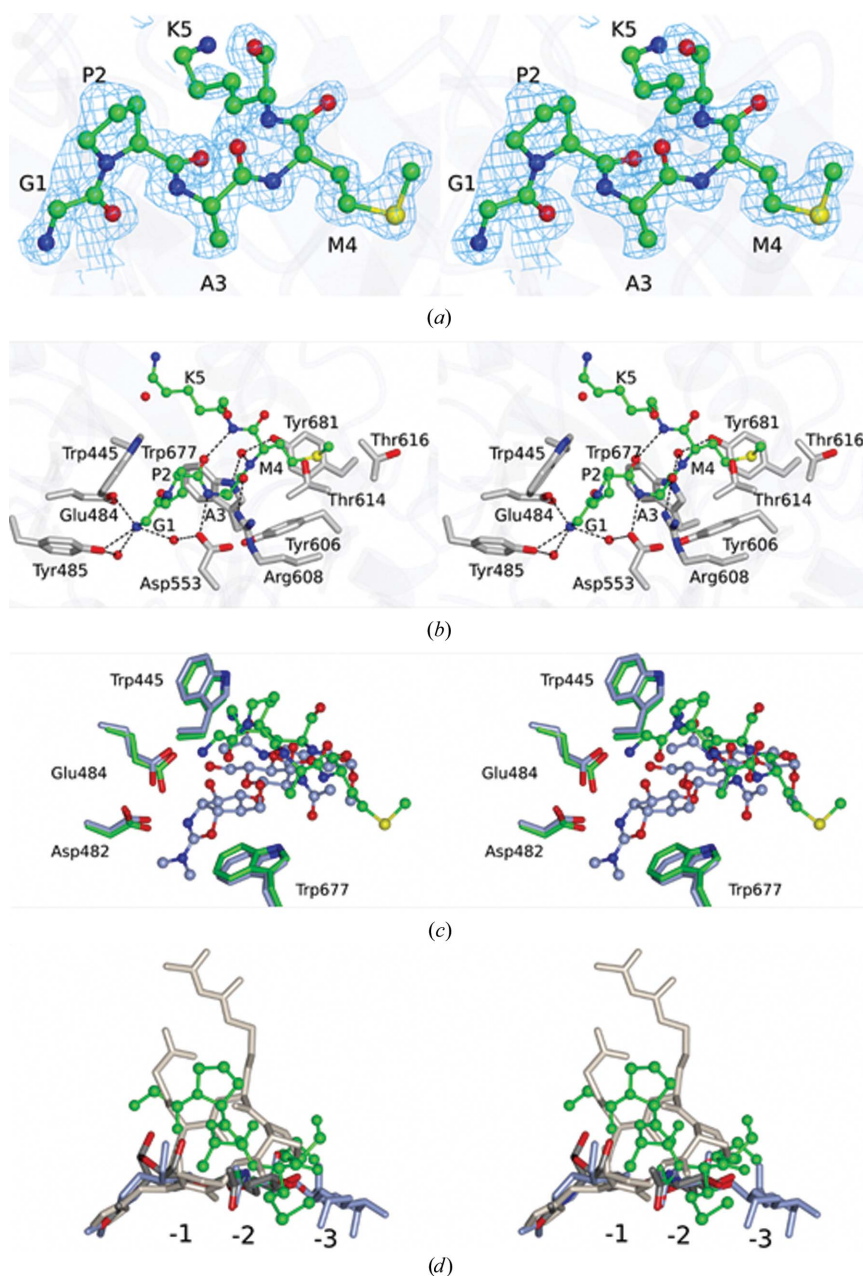 K5 K5
P2 P2
G1 G1
M4 M4
A3 A3
(a)
K5 K5
Tyr681 Tyr681
Trp445 Trp677 Thr616 Trp445 Trp677 Thr616
P2 M4 P2 M4
Glu484 Thr614 Glu484 Thr614
A3 A3
G1 G1
Tyr485 Tyr606 Tyr485 Tyr606
Asp553 Arg608 Asp553 Arg608
(b)
Trp445 Trp445
Glu484 Glu484
Asp482 Asp482
Trp677 Trp677
(c)
-1 -2 -3 -1 -2 -3
(d)